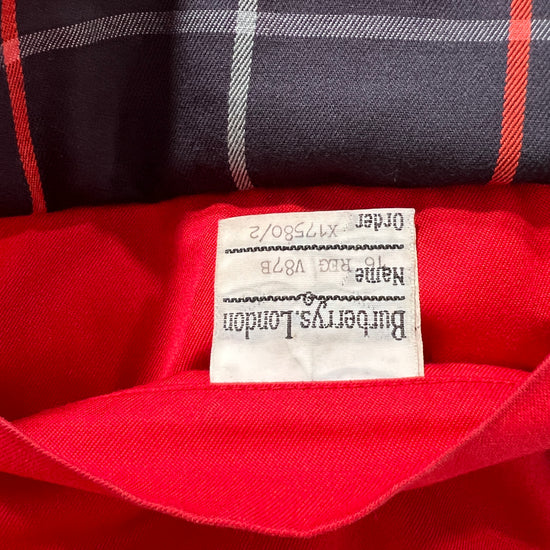 Burberrys.London
Name
16 REG V87B
Order
X17580/2